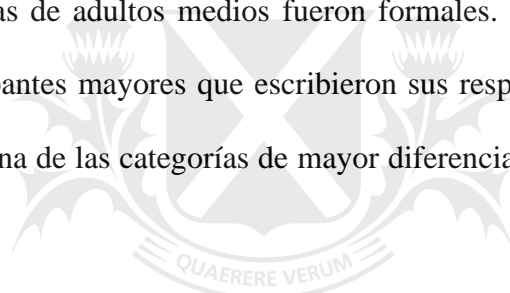 as de adultos medios fueron formales.
pantes mayores que escribieron sus resp
na de las categorías de mayor diferencia
QUAERERE VERUM